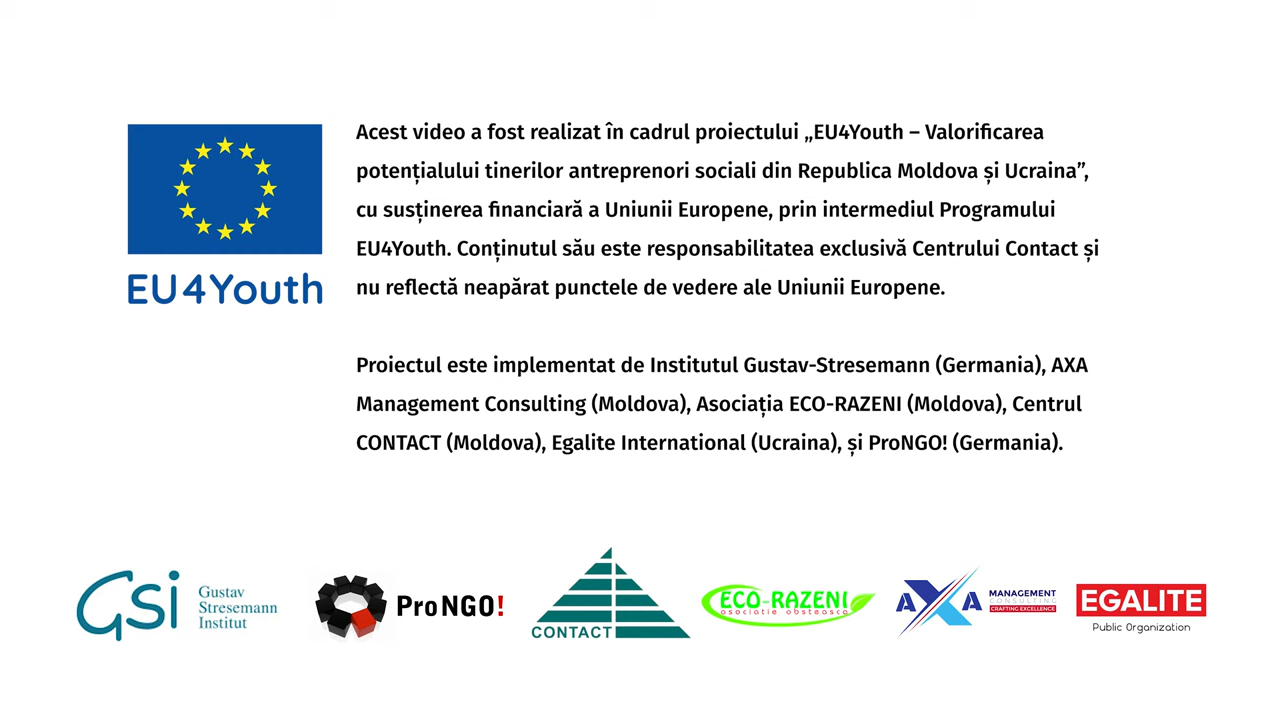 Acest video a fost realizat în cadrul proiectului „EU4Youth – Valorificarea
potențialului tinerilor antreprenori sociali din Republica Moldova și Ucraina”,
cu susținerea financiară a Uniunii Europene, prin intermediul Programului
EU4Youth. Conținutul său este responsabilitatea exclusivă Centrului Contact și
nu reflectă neapărat punctele de vedere ale Uniunii Europene.
EU4Youth
Proiectul este implementat de Institutul Gustav-Stresemann (Germania), AXA
Management Consulting (Moldova), Asociația ECO-RAZENI (Moldova), Centrul
CONTACT (Moldova), Egalite International (Ucraina), și ProNGO! (Germania).
Gsi
Gustav
Stresemann
Institut
ProNGO!
CONTACT
ECO-RAZENI
asociatie obsteasca
AXA
MANAGEMENT
CONSULTING
CRAFTING EXCELLENCE
EGALITE
Public Organization